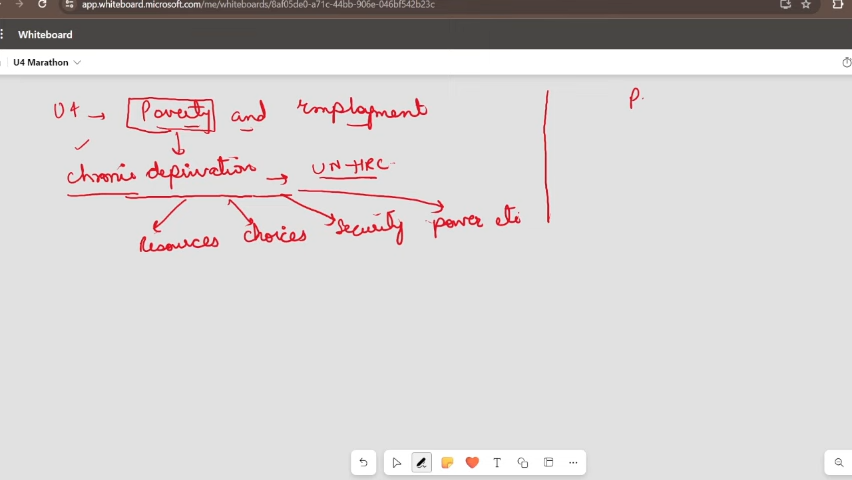 app.whiteboard.microsoft.com/me/whiteboards/8af05de0-a71c-44bb-906e-046bf542b23c
Whiteboard
U4 Marathon
U4 → Poverty and employment
P.
chronic deprivation → UN-HRC
Resources choices security power etc
T